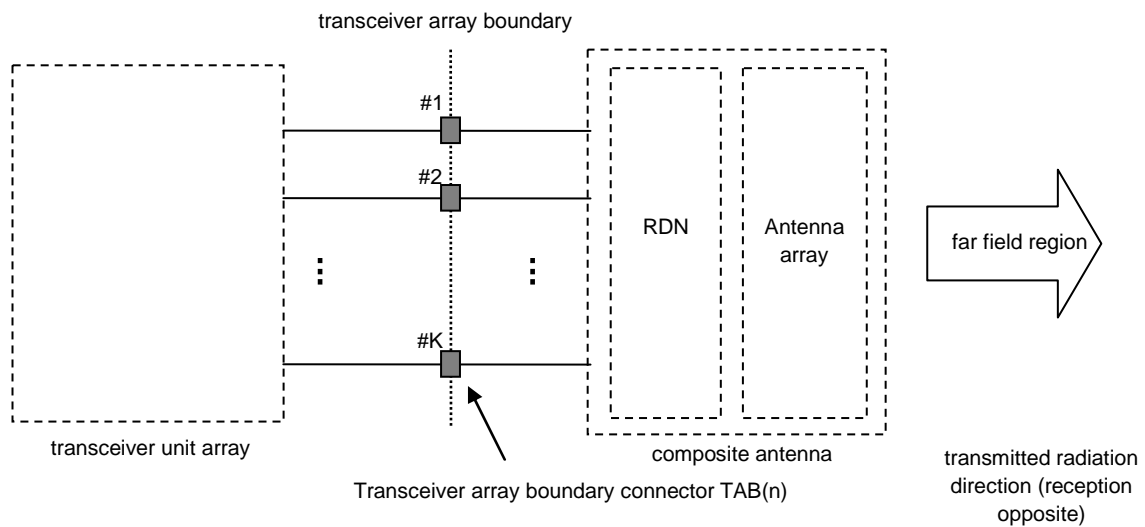 transceiver array boundary
#1
#2
#K
RDN
Antenna
array
far field region
transceiver unit array
composite antenna
Transceiver array boundary connector TAB(n)
transmitted radiation
direction (reception
opposite)